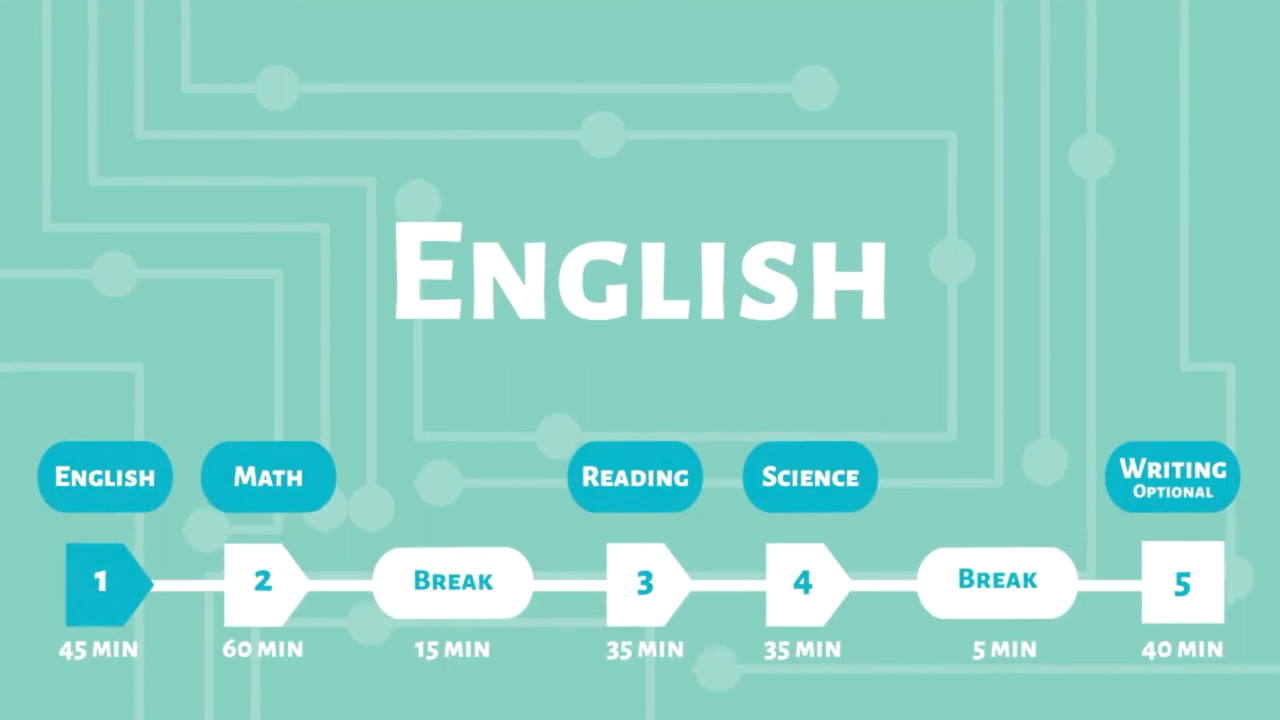 English
English
Math
Reading
Science
Writing
Optional
1
2
Break
3
4
Break
5
45 min
60 min
15 min
35 min
35 min
5 min
40 min